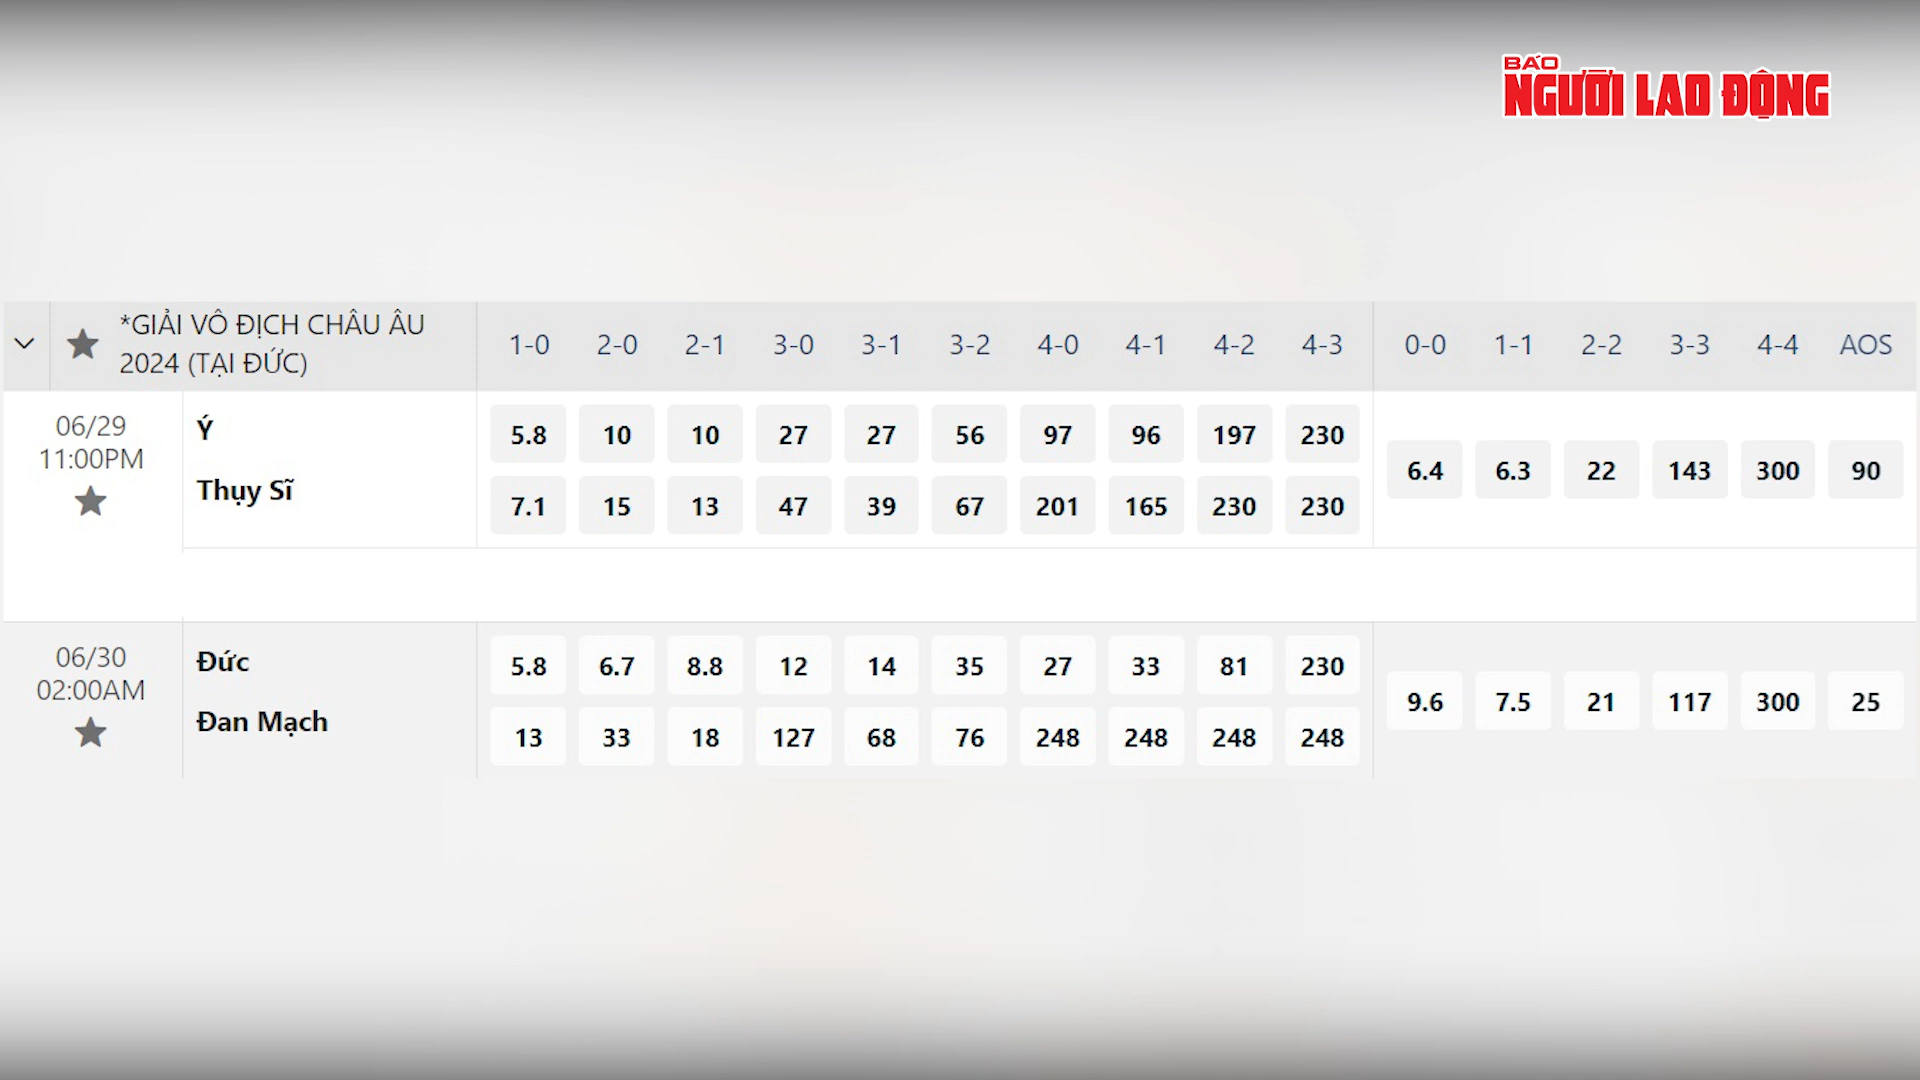 BÁO
NGƯỜI LAO ĐỘNG
*GIẢI VÔ ĐỊCH CHÂU ÂU
2024 (TẠI ĐỨC)
1-0 2-0 2-1 3-0 3-1 3-2 4-0 4-1 4-2 4-3 0-0 1-1 2-2 3-3 4-4 AOS
06/29
11:00PM
Ý
5.8 10 10 27 27 56 97 96 197 230
Thụy Sĩ
7.1 15 13 47 39 67 201 165 230 230
6.4 6.3 22 143 300 90
06/30
02:00AM
Đức
5.8 6.7 8.8 12 14 35 27 33 81 230
Đan Mạch
13 33 18 127 68 76 248 248 248 248
9.6 7.5 21 117 300 25